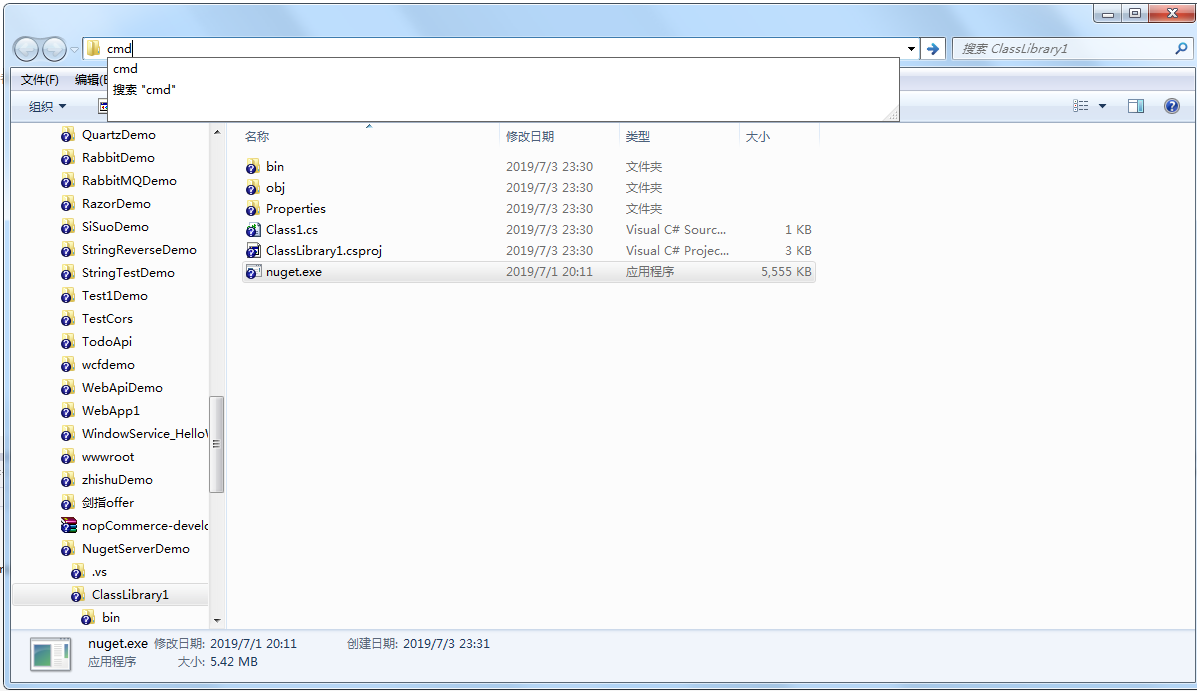 cmd
搜索 ClassLibrary1
cmd
搜索 "cmd"
文件(F) 编辑(E
组织
名称 修改日期 类型 大小
QuartzDemo
RabbitDemo
RabbitMQDemo
RazorDemo
SiSuoDemo
StringReverseDemo
StringTestDemo
Test1Demo
TestCors
TodoApi
wcfdemo
WebApiDemo
WebApp1
WindowService_HelloW
wwwroot
zhishuDemo
剑指offer
nopCommerce-develo
NugetServerDemo
.vs
ClassLibrary1
bin
bin 2019/7/3 23:30 文件夹
obj 2019/7/3 23:30 文件夹
Properties 2019/7/3 23:30 文件夹
Class1.cs 2019/7/3 23:30 Visual C# Sourc... 1 KB
ClassLibrary1.csproj 2019/7/3 23:30 Visual C# Projec... 3 KB
nuget.exe 2019/7/1 20:11 应用程序 5,555 KB
nuget.exe 修改日期: 2019/7/1 20:11 创建日期: 2019/7/3 23:31
应用程序 大小: 5.42 MB